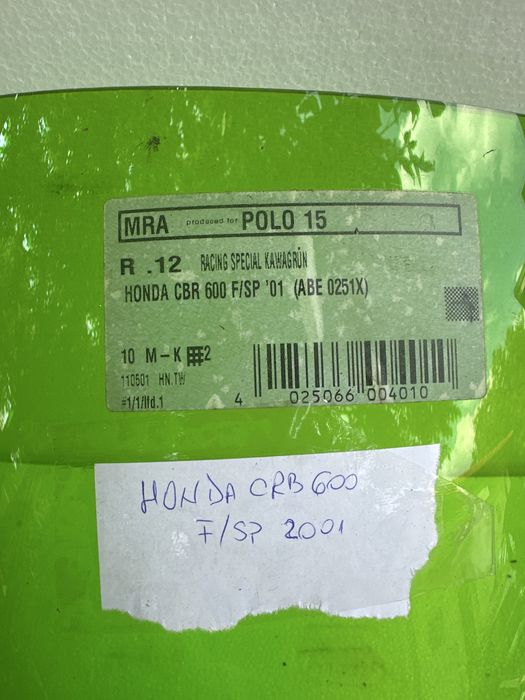 MRA produced for POLO 15
R .12 RACING SPECIAL KAWAGRÜN
HONDA CBR 600 F/SP '01 (ABE 0251X)
10 M-K 2
110501 HN.TW
=1/1/lfd.1
4 025066 004010
HONDA CRB 600
F/SP 2001